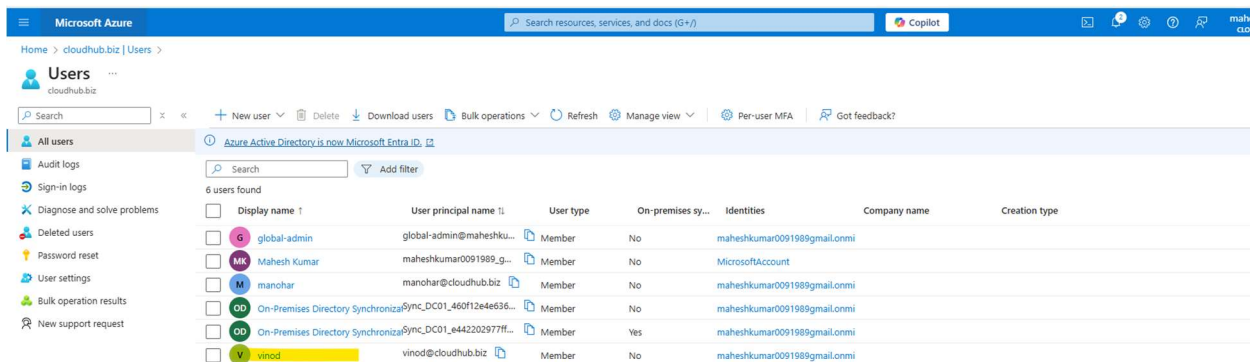 Microsoft Azure
Search resources, services, and docs (G+/)
Copilot
2
Home > cloudhub.biz | Users >
Users ...
cloudhub.biz
Search
New user
Delete
Download users
Bulk operations
Refresh
Manage view
Per-user MFA
Got feedback?
All users
Audit logs
Sign-in logs
Diagnose and solve problems
Deleted users
Password reset
User settings
Bulk operation results
New support request
Azure Active Directory is now Microsoft Entra ID.
Search
Add filter
6 users found
Display name ↑ User principal name User type On-premises sy... Identities Company name Creation type
G global-admin global-admin@maheshku... Member No maheshkumar0091989gmail.onmi
MK Mahesh Kumar maheshkumar0091989_g... Member No MicrosoftAccount
M manohar manohar@cloudhub.biz Member No maheshkumar0091989gmail.onmi
OD On-Premises Directory Synchronizat Sync_DC01_460f12e4e636... Member No maheshkumar0091989gmail.onmi
OD On-Premises Directory Synchronizat Sync_DC01_e442202977ff... Member Yes maheshkumar0091989gmail.onmi
V vinod vinod@cloudhub.biz Member No maheshkumar0091989gmail.onmi